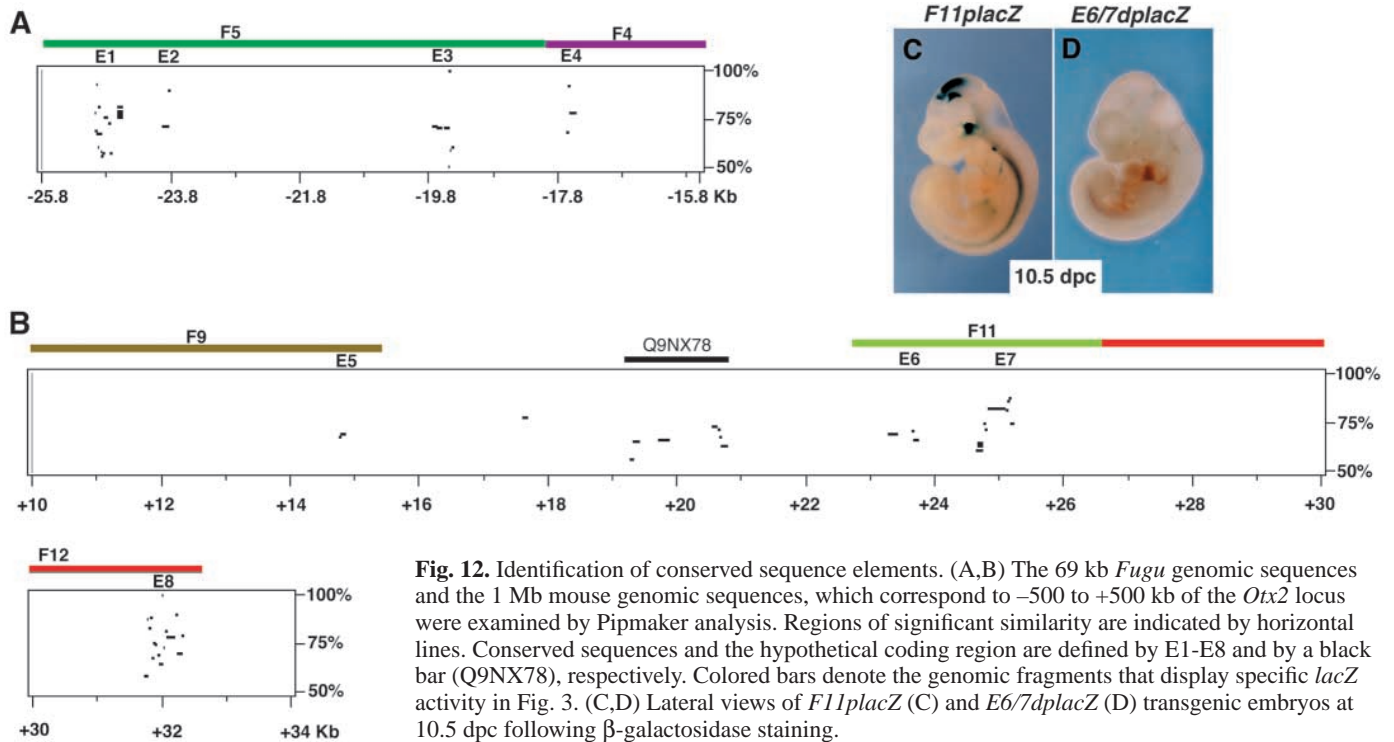 A
F5
F4
E1 E2 E3 E4
100%
75%
50%
-25.8 -23.8 -21.8 -19.8 -17.8 -15.8 Kb
F11placZ E6/7dplacZ
C D
10.5 dpc
B
F9
Q9NX78
F11
E5
E6 E7
100%
75%
50%
+10 +12 +14 +16 +18 +20 +22 +24 +26 +28 +30
F12
E8
100%
75%
50%
+30 +32 +34 Kb
Fig. 12. Identification of conserved sequence elements. (A,B) The 69 kb Fugu genomic sequences
and the 1 Mb mouse genomic sequences, which correspond to –500 to +500 kb of the Otx2 locus
were examined by Pipmaker analysis. Regions of significant similarity are indicated by horizontal
lines. Conserved sequences and the hypothetical coding region are defined by E1-E8 and by a black
bar (Q9NX78), respectively. Colored bars denote the genomic fragments that display specific lacZ
activity in Fig. 3. (C,D) Lateral views of F11placZ (C) and E6/7dplacZ (D) transgenic embryos at
10.5 dpc following β-galactosidase staining.